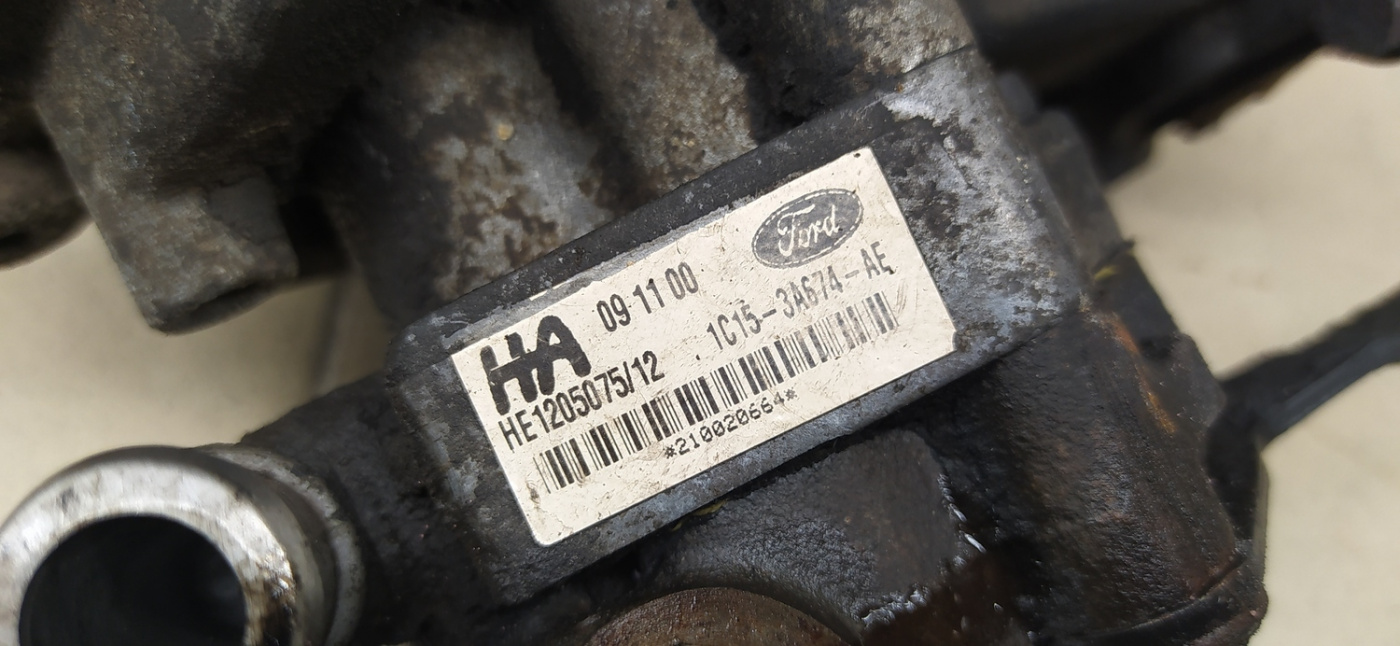 Ford
HA 09 11 00
1C15-3A674-AE
HE1205075/12
*210020664*